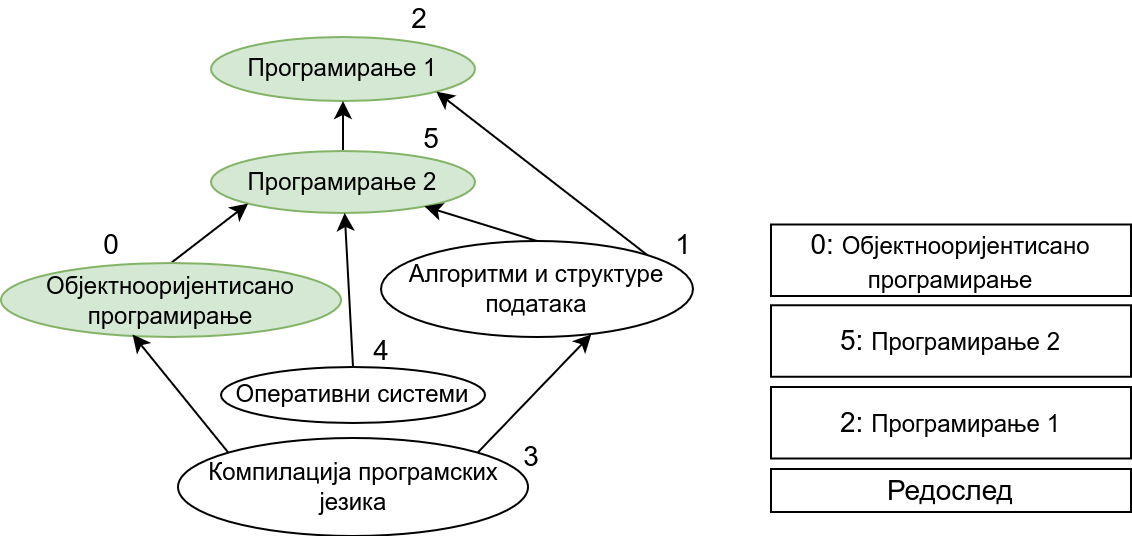 2
Програмирање 1
5
Програмирање 2
0
Објектнооријентисано
програмирање
1
Алгоритми и структуре
података
4
Оперативни системи
3
Компилација програмских
језика
0: Објектнооријентисано
програмирање
5: Програмирање 2
2: Програмирање 1
Редослед